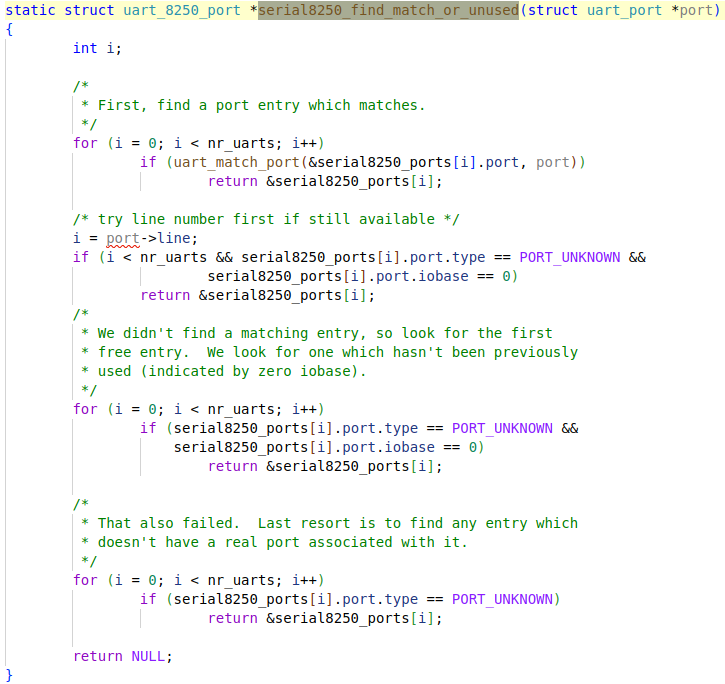 static struct uart_8250_port *serial8250_find_match_or_unused(struct uart_port *port)
{
        int i;

        /*
         * First, find a port entry which matches.
         */
        for (i = 0; i < nr_uarts; i++)
                if (uart_match_port(&serial8250_ports[i].port, port))
                        return &serial8250_ports[i];

        /* try line number first if still available */
        i = port->line;
        if (i < nr_uarts && serial8250_ports[i].port.type == PORT_UNKNOWN &&
                        serial8250_ports[i].port.iobase == 0)
                return &serial8250_ports[i];
        /*
         * We didn't find a matching entry, so look for the first
         * free entry.  We look for one which hasn't been previously
         * used (indicated by zero iobase).
         */
        for (i = 0; i < nr_uarts; i++)
                if (serial8250_ports[i].port.type == PORT_UNKNOWN &&
                    serial8250_ports[i].port.iobase == 0)
                        return &serial8250_ports[i];

        /*
         * That also failed.  Last resort is to find any entry which
         * doesn't have a real port associated with it.
         */
        for (i = 0; i < nr_uarts; i++)
                if (serial8250_ports[i].port.type == PORT_UNKNOWN)
                        return &serial8250_ports[i];

        return NULL;
}